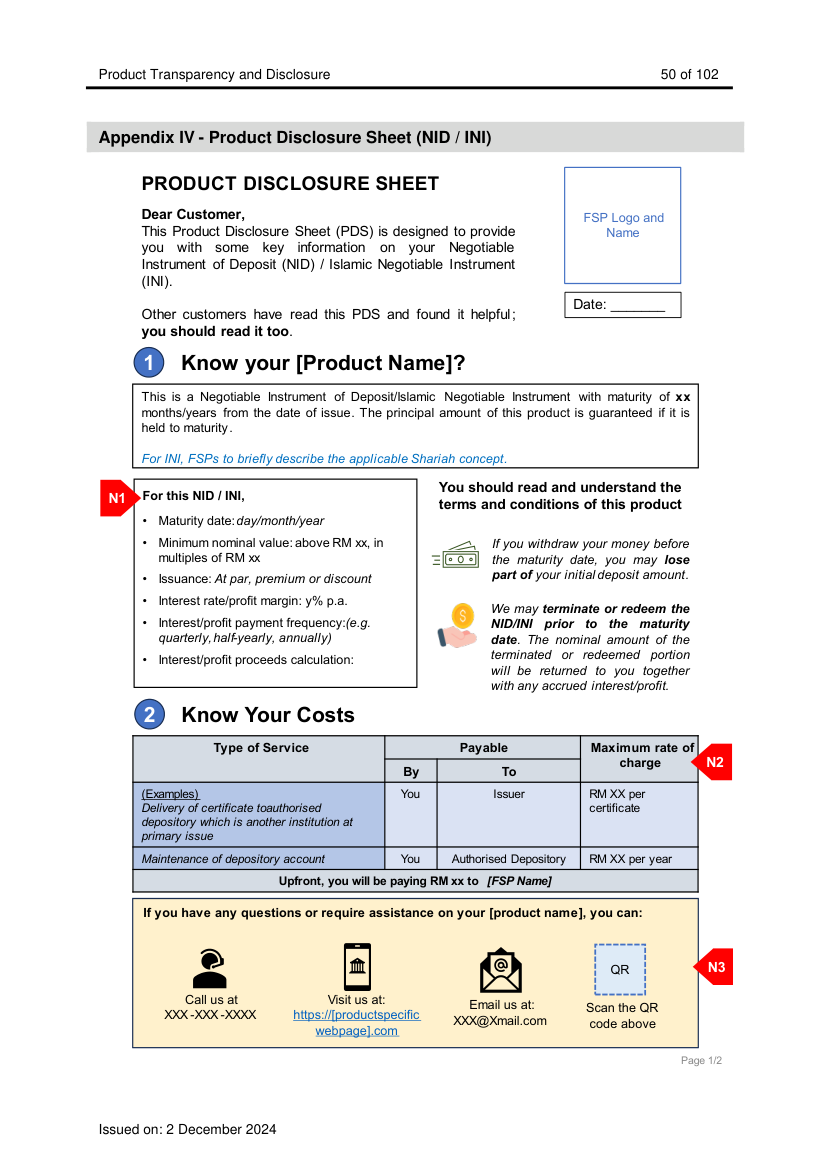 Product Transparency and Disclosure 50 of 102
Appendix IV - Product Disclosure Sheet (NID / INI)
PRODUCT DISCLOSURE SHEET
Dear Customer,
This Product Disclosure Sheet (PDS) is designed to provide
you with some key information on your Negotiable
Instrument of Deposit (NID) / Islamic Negotiable Instrument
(INI).
Other customers have read this PDS and found it helpful;
you should read it too.
FSP Logo and
Name
Date: _______
1 Know your [Product Name]?
This is a Negotiable Instrument of Deposit/Islamic Negotiable Instrument with maturity of xx
months/years from the date of issue. The principal amount of this product is guaranteed if it is
held to maturity.
For INI, FSPs to briefly describe the applicable Shariah concept.
N1
For this NID / INI,
• Maturity date: day/month/year
• Minimum nominal value: above RM xx, in
multiples of RM xx
• Issuance: At par, premium or discount
• Interest rate/profit margin: y% p.a.
• Interest/profit payment frequency:(e.g.
quarterly, half-yearly, annually)
• Interest/profit proceeds calculation:
You should read and understand the
terms and conditions of this product
If you withdraw your money before
the maturity date, you may lose
part of your initial deposit amount.
We may terminate or redeem the
NID/INI prior to the maturity
date. The nominal amount of the
terminated or redeemed portion
will be returned to you together
with any accrued interest/profit.
2 Know Your Costs
Type of Service Payable Maximum rate of
charge
By To
N2
(Examples)
Delivery of certificate toauthorised
depository which is another institution at
primary issue
You Issuer RM XX per
certificate
Maintenance of depository account You Authorised Depository RM XX per year
Upfront, you will be paying RM xx to [FSP Name]
If you have any questions or require assistance on your [product name], you can:
N3
Call us at
XXX-XXX-XXXX
Visit us at:
https://[productspecific
webpage].com
@
Email us at:
XXX@Xmail.com
QR
Scan the QR
code above
Page 1/2
Issued on: 2 December 2024